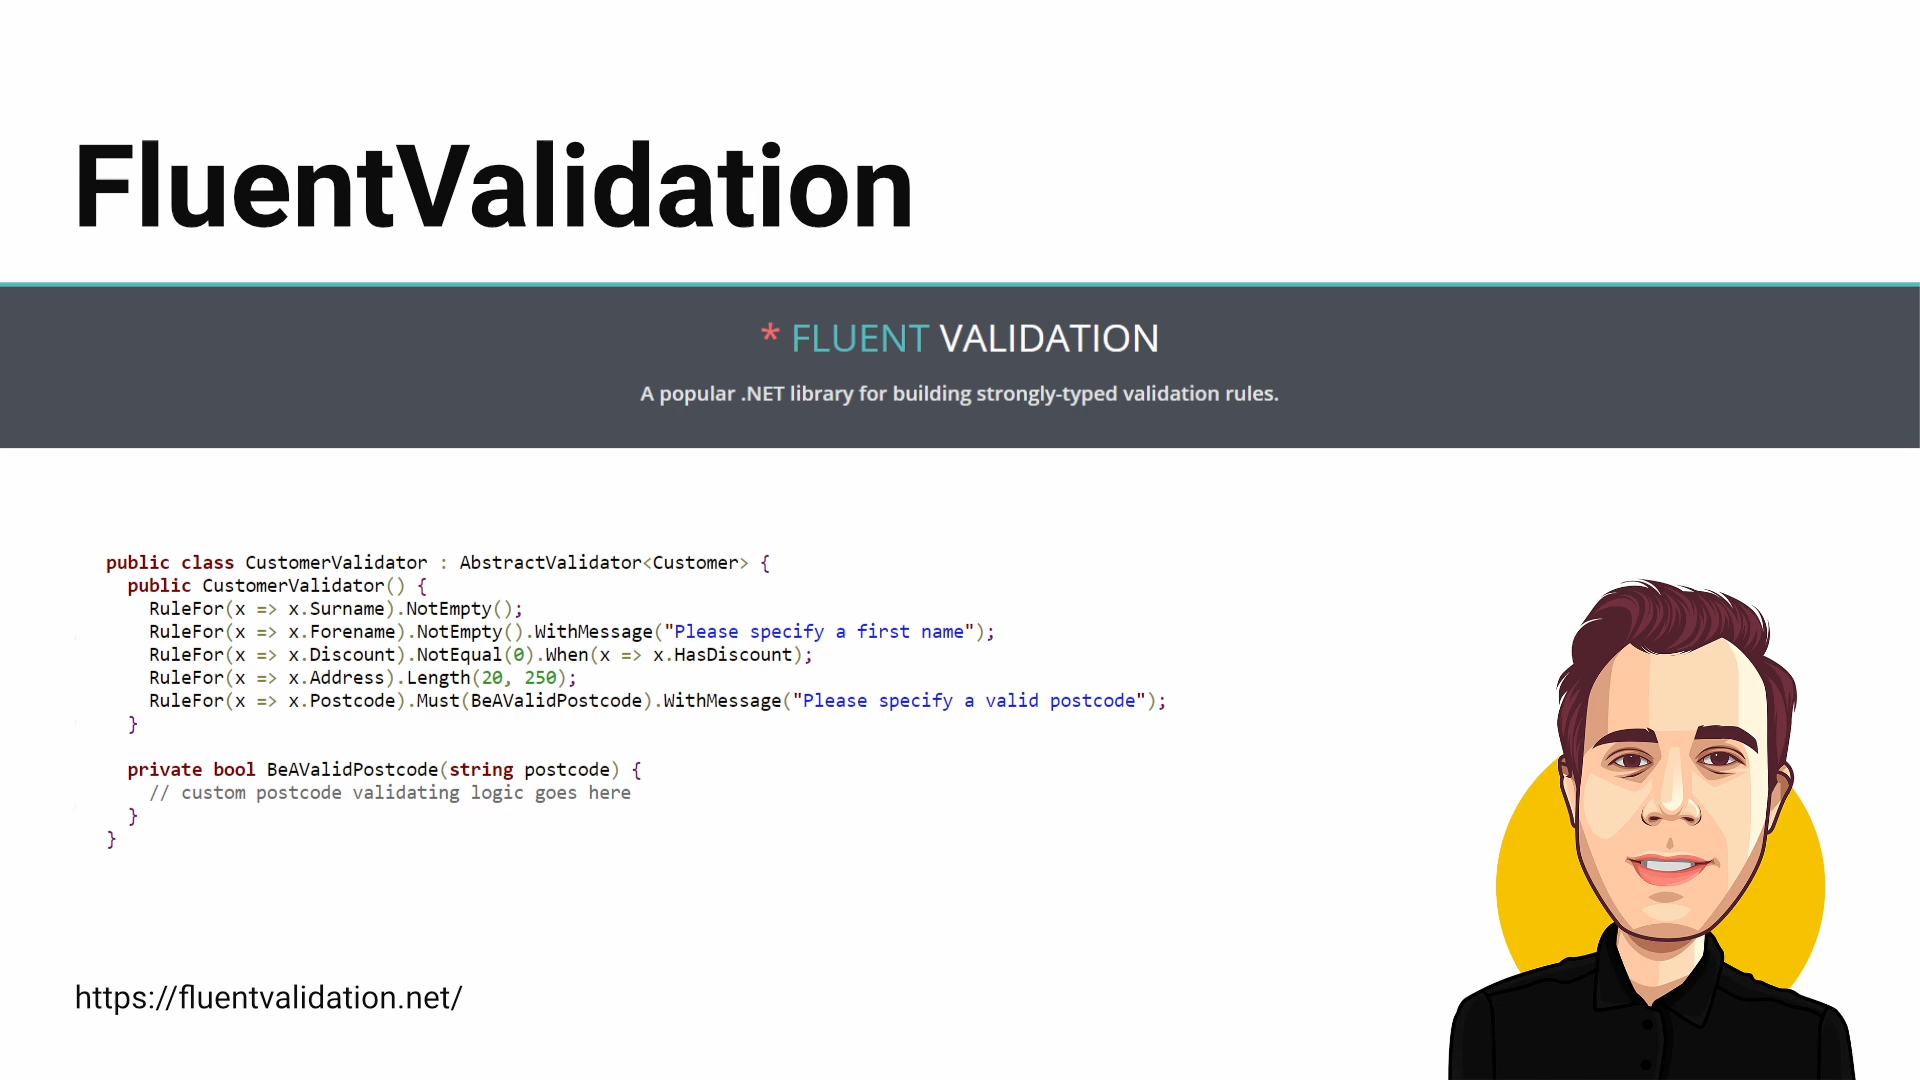 FluentValidation
* FLUENT VALIDATION
A popular .NET library for building strongly-typed validation rules.
public class CustomerValidator : AbstractValidator<Customer> {
  public CustomerValidator() {
    RuleFor(x => x.Surname).NotEmpty();
    RuleFor(x => x.Forename).NotEmpty().WithMessage("Please specify a first name");
    RuleFor(x => x.Discount).NotEqual(0).When(x => x.HasDiscount);
    RuleFor(x => x.Address).Length(20, 250);
    RuleFor(x => x.Postcode).Must(BeAValidPostcode).WithMessage("Please specify a valid postcode");
  }
  private bool BeAValidPostcode(string postcode) {
    // custom postcode validating logic goes here
  }
}
https://fluentvalidation.net/